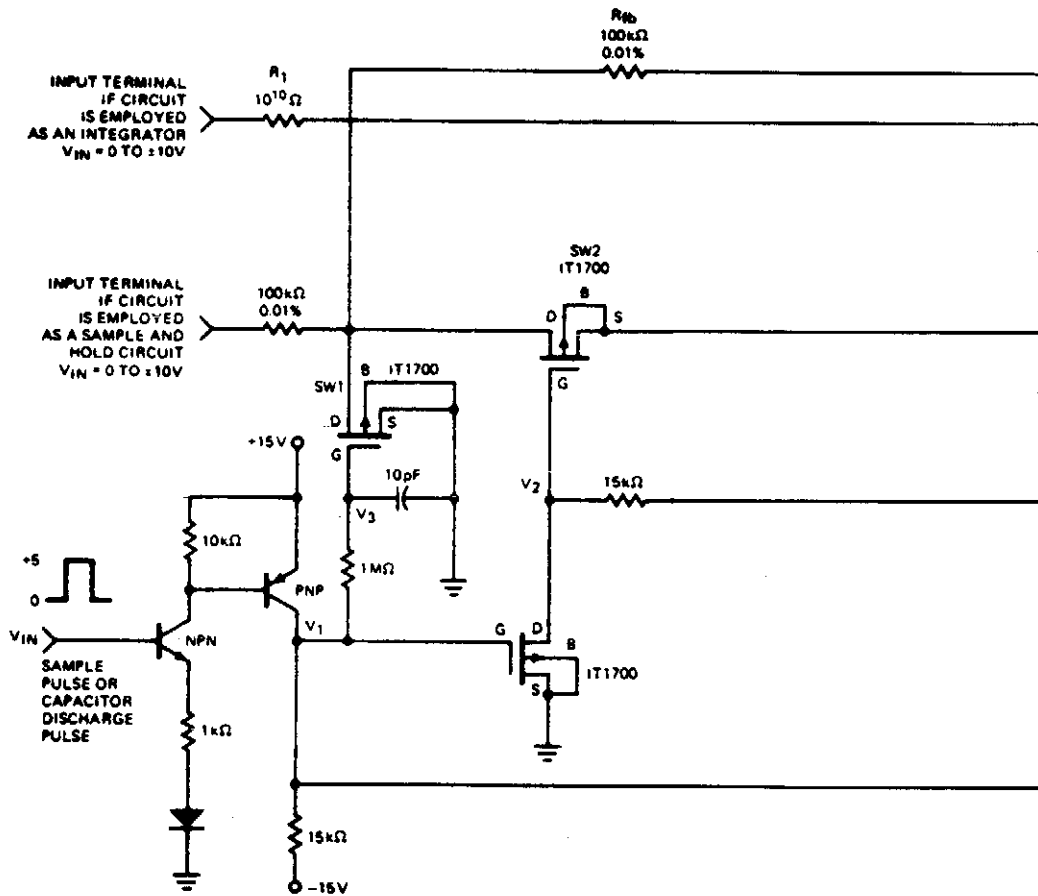 Rfb
100kΩ
0.01%
INPUT TERMINAL
IF CIRCUIT
IS EMPLOYED
AS AN INTEGRATOR
VIN = 0 TO ±10V
R1
10¹⁰Ω
SW2
IT1700
B
D
S
G
INPUT TERMINAL
IF CIRCUIT
IS EMPLOYED
AS A SAMPLE AND
HOLD CIRCUIT
VIN = 0 TO ±10V
100kΩ
0.01%
SW1
B
IT1700
D
S
G
+15V
10pF
V3
V2
15kΩ
10kΩ
1MΩ
PNP
+5
0
VIN
NPN
V1
SAMPLE
PULSE OR
CAPACITOR
DISCHARGE
PULSE
G
D
B
S
IT1700
1kΩ
15kΩ
-15V